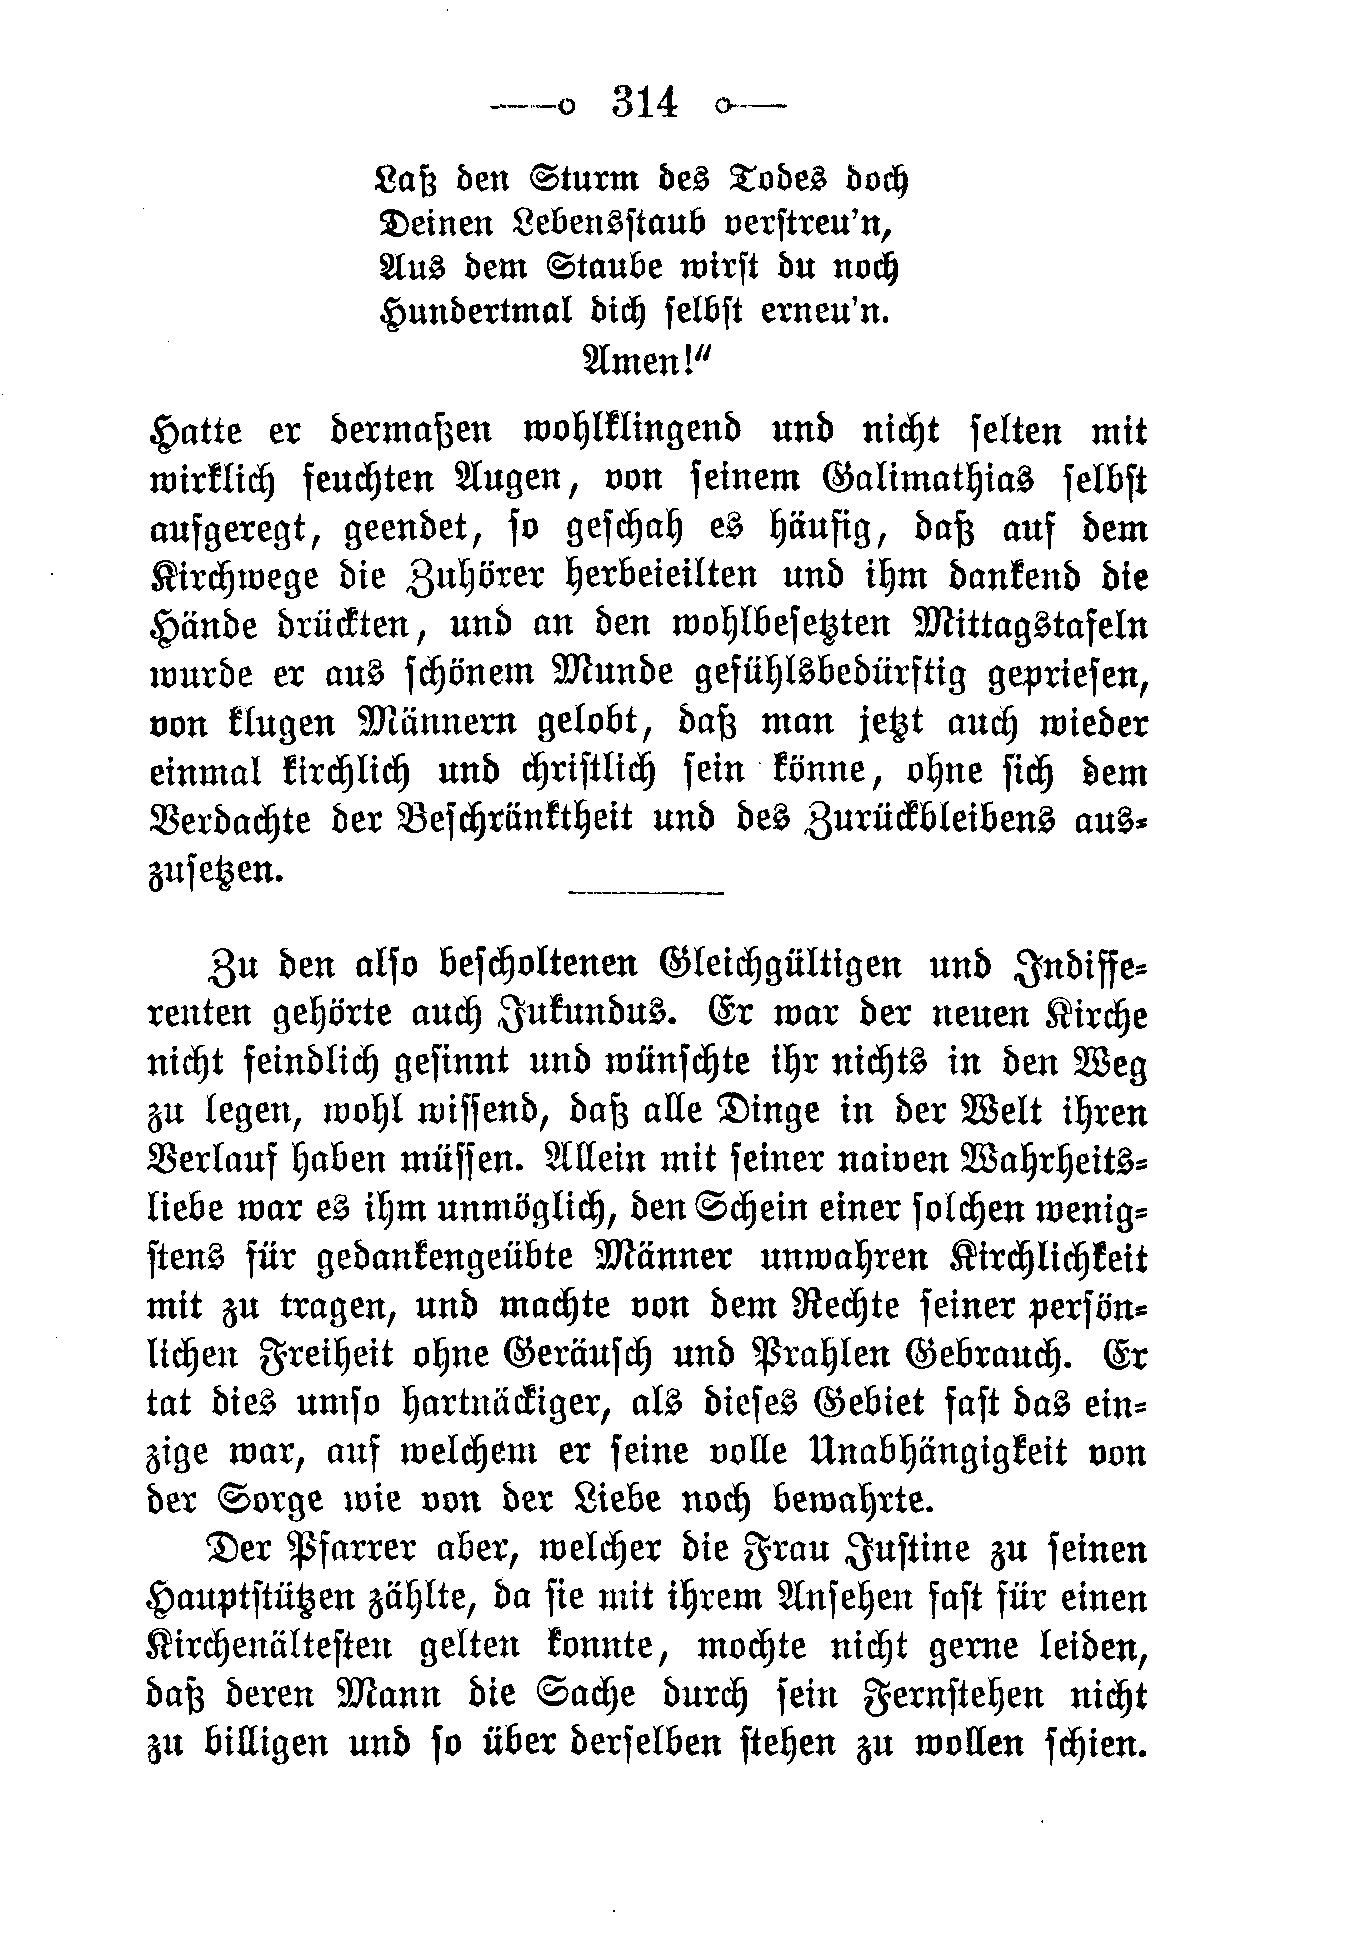 314
Laß den Sturm des Todes doch
Deinen Lebensstaub verstreu'n,
Aus dem Staube wirst du noch
Hundertmal dich selbst erneu'n.
Amen!“
Hatte er dermaßen wohlklingend und nicht selten mit
wirklich feuchten Augen, von seinem Galimathias selbst
aufgeregt, geendet, so geschah es häufig, daß auf dem
Kirchwege die Zuhörer herbeieilten und ihm dankend die
Hände drückten, und an den wohlbesetzten Mittagstafeln
wurde er aus schönem Munde gefühlsbedürftig gepriesen,
von klugen Männern gelobt, daß man jetzt auch wieder
einmal kirchlich und christlich sein könne, ohne sich dem
Verdachte der Beschränktheit und des Zurückbleibens aus-
zusetzen.
Zu den also bescholtenen Gleichgültigen und Indiffe-
renten gehörte auch Jukundus. Er war der neuen Kirche
nicht feindlich gesinnt und wünschte ihr nichts in den Weg
zu legen, wohl wissend, daß alle Dinge in der Welt ihren
Verlauf haben müssen. Allein mit seiner naiven Wahrheits-
liebe war es ihm unmöglich, den Schein einer solchen wenig-
stens für gedankengeübte Männer unwahren Kirchlichkeit
mit zu tragen, und machte von dem Rechte seiner persön-
lichen Freiheit ohne Geräusch und Prahlen Gebrauch. Er
tat dies umso hartnäckiger, als dieses Gebiet fast das ein-
zige war, auf welchem er seine volle Unabhängigkeit von
der Sorge wie von der Liebe noch bewahrte.
Der Pfarrer aber, welcher die Frau Justine zu seinen
Hauptstützen zählte, da sie mit ihrem Ansehen fast für einen
Kirchenältesten gelten konnte, mochte nicht gerne leiden,
daß deren Mann die Sache durch sein Fernstehen nicht
zu billigen und so über derselben stehen zu wollen schien.